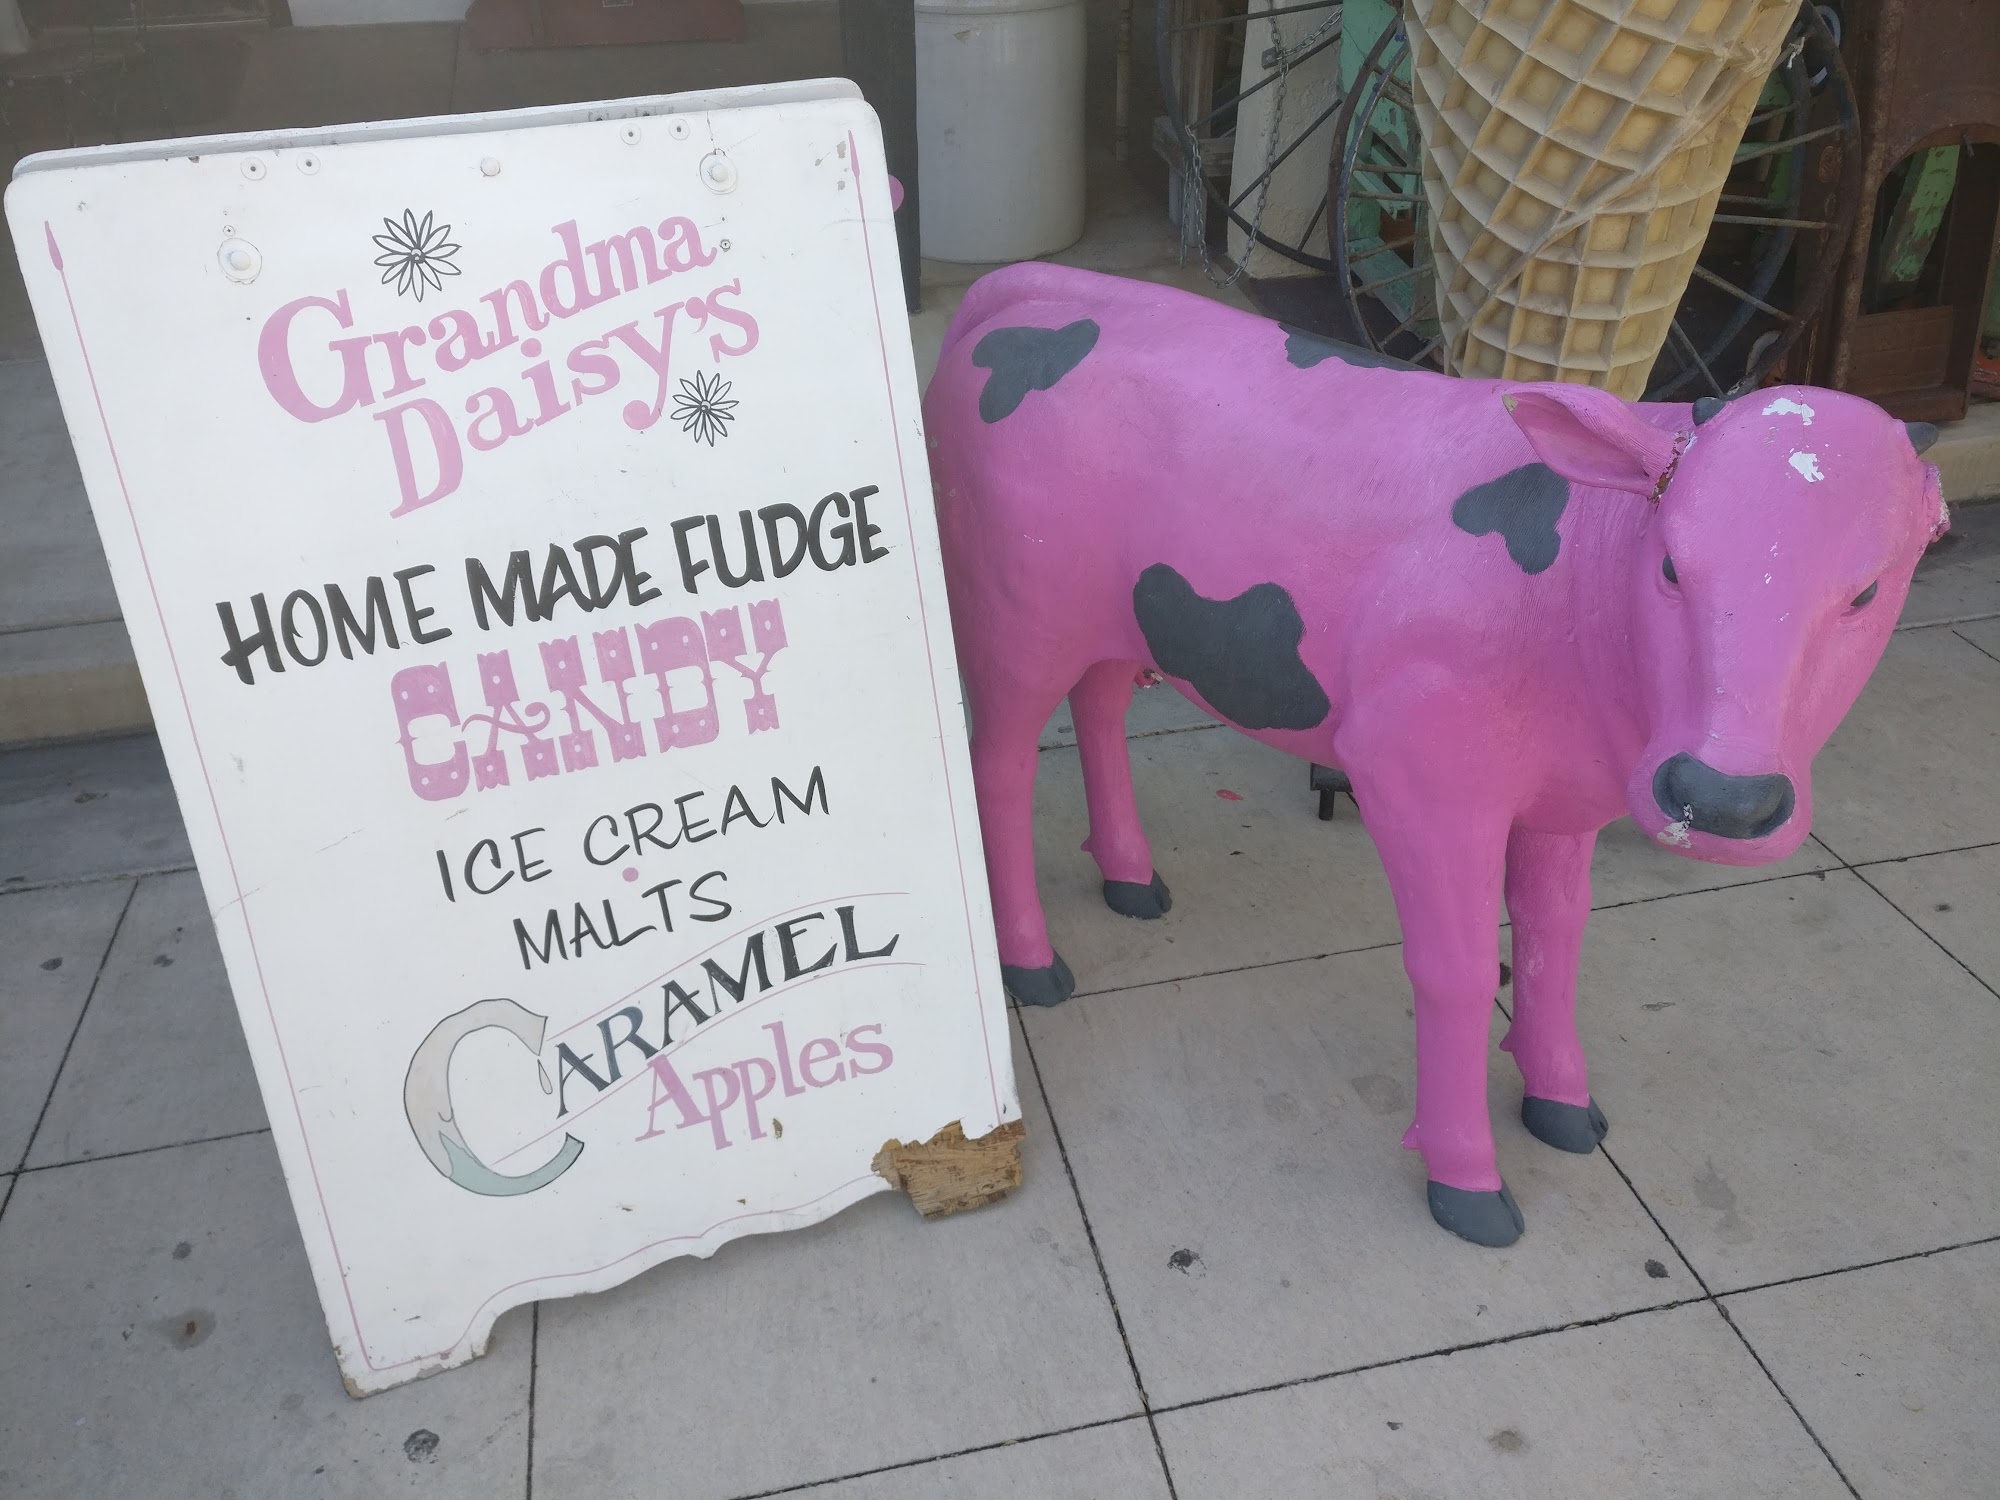 Grandma
Daisy's
HOME MADE FUDGE
CANDY
ICE CREAM
MALTS
CARAMEL
Apples